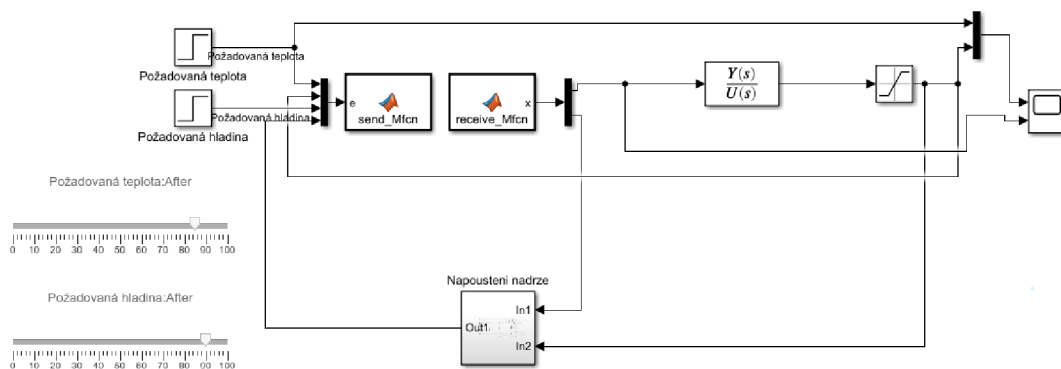 Požadovaná teplota
Požadovaná teplota
Požadovaná hladina
Požadovaná hladina
e
send_Mfcn
receive_Mfcn
x
Y(s)
U(s)
Požadovaná teplota:After
0 10 20 30 40 50 60 70 80 90 100
Požadovaná hladina:After
0 10 20 30 40 50 60 70 80 90 100
Napousteni nadrze
In1
Out1
In2